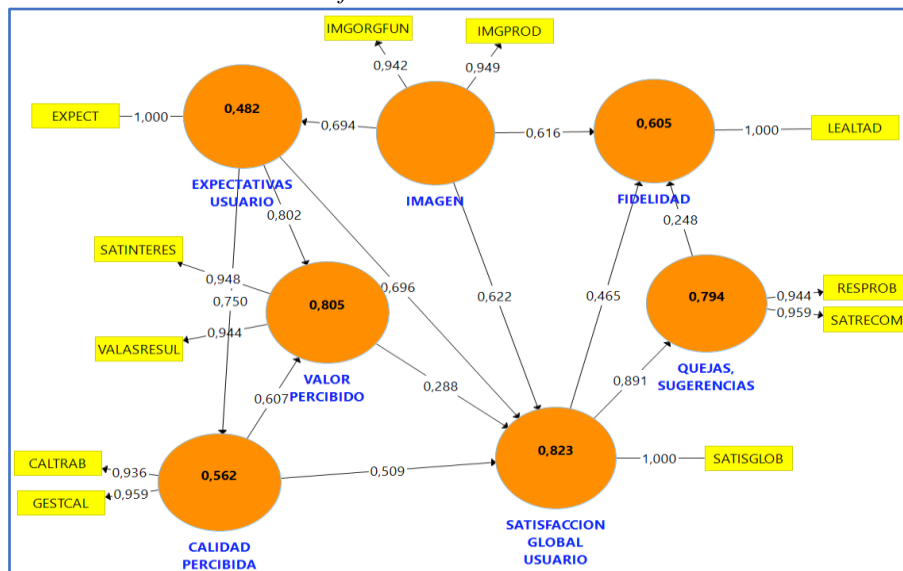 IMGORGFUN
IMGPROD
0,942
0,949
EXPECT
1,000
0,482
0,694
0,616
0,605
1,000
LEALTAD
EXPECTATIVAS
USUARIO
IMAGEN
FIDELIDAD
0,802
0,248
SATINTERES
0,948
0,750
0,696
0,622
0,465
0,805
0,794
0,944
RESPROB
0,959
SATRECOM
0,944
VALASRESUL
VALOR
PERCIBIDO
QUEJAS,
SUGERENCIAS
0,288
0,891
0,607
0,823
1,000
SATISGLOB
CALTRAB
0,936
0,562
0,509
GESTCAL
0,959
SATISFACCION
GLOBAL
USUARIO
CALIDAD
PERCIBIDA